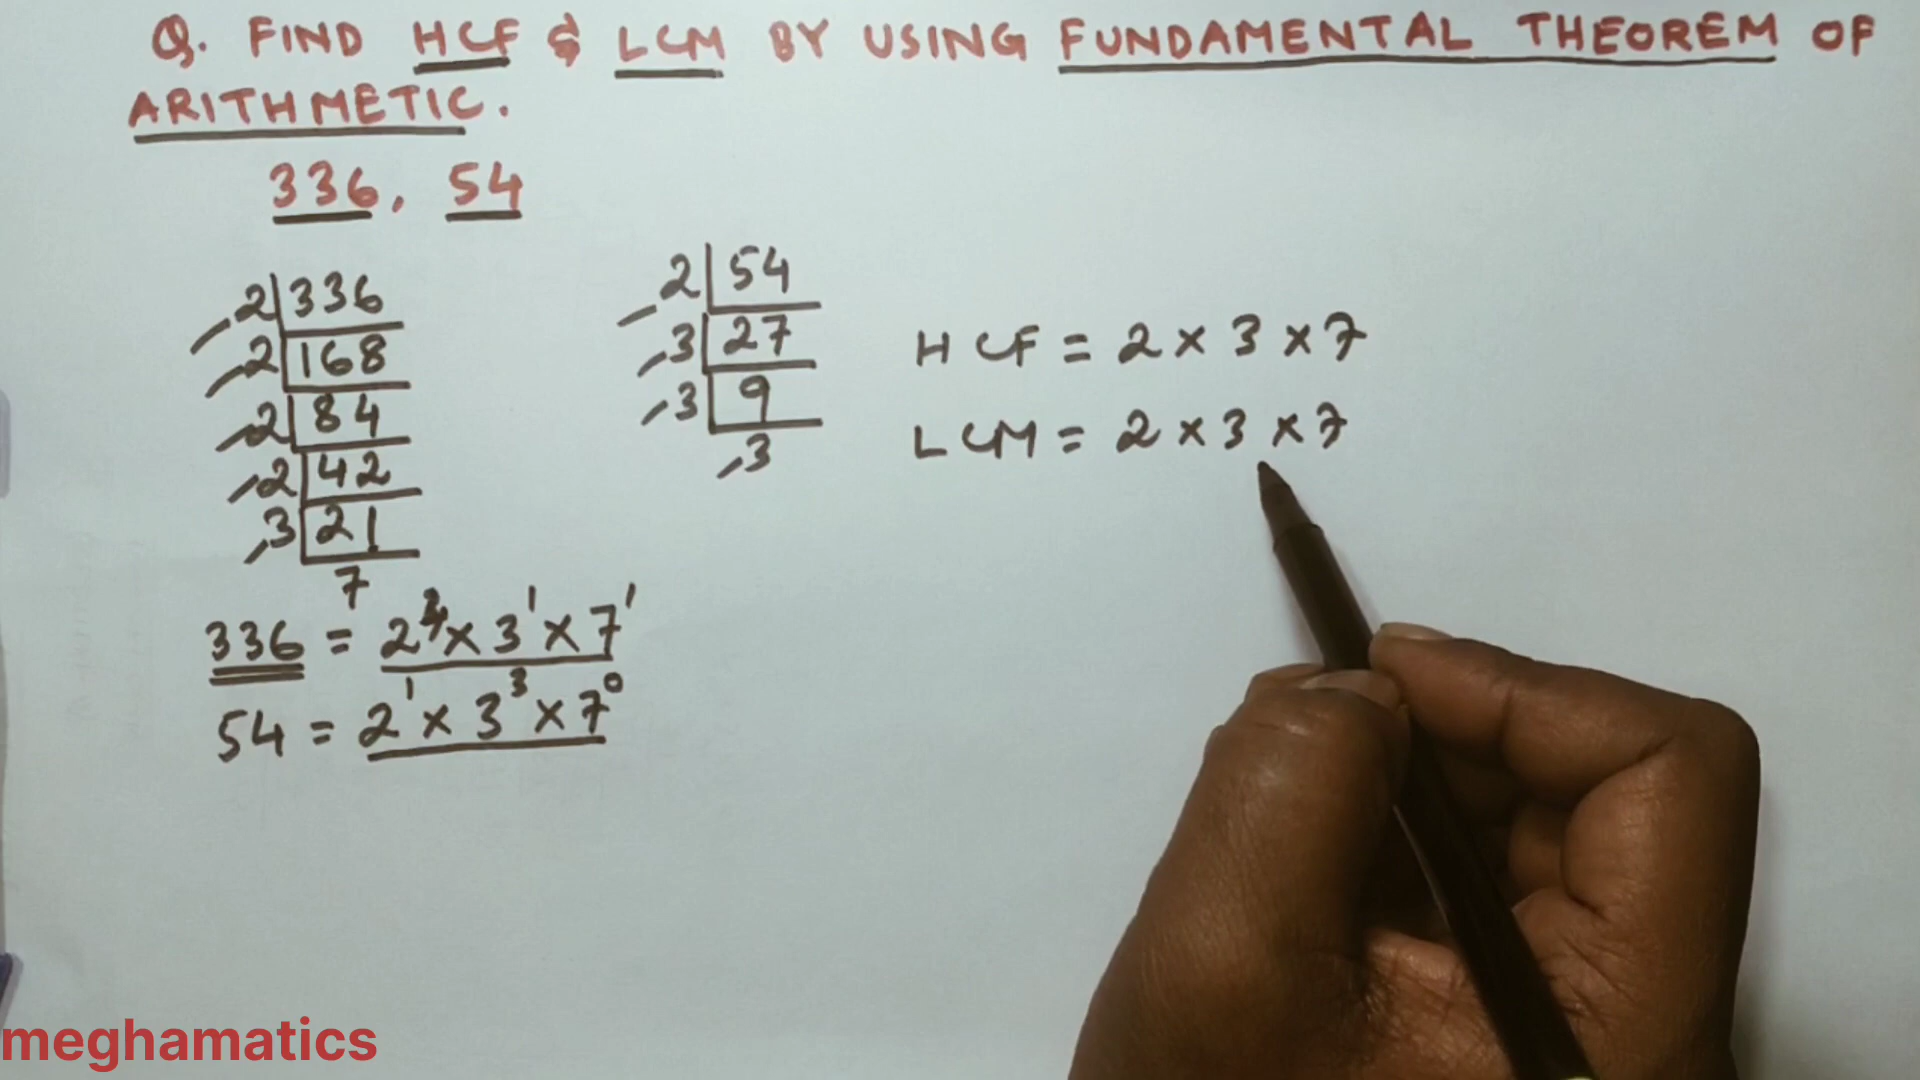 Q. FIND HCF & LCM BY USING FUNDAMENTAL THEOREM OF
ARITHMETIC.
336, 54
2 | 336
2 | 168
2 | 84
2 | 42
3 | 21
7
2 | 54
3 | 27
3 | 9
3
HCF = 2 × 3 × 7
LCM = 2 × 3 × 7
336 = 2⁴ × 3¹ × 7¹
54 = 2¹ × 3³ × 7⁰
meghamatics